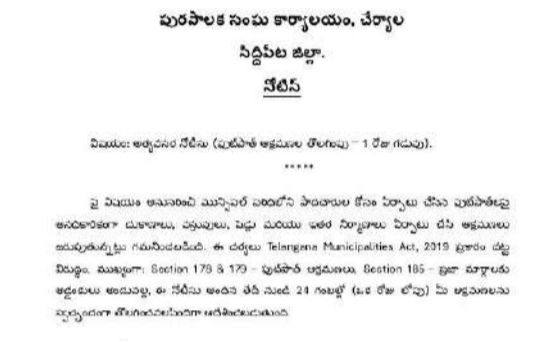 పురపాలక సంఘ కార్యాలయం, చేర్యాల
సిద్దిపేట జిల్లా.
నోటీస్
విషయం: అత్యవసర నోటీసు (ఫుట్‌పాత్ ఆక్రమణల తొలగింపు – 1 రోజు గడువు).
*****
పై విషయం అనుసరించి మున్సిపల్ పరిధిలోని పాదచారుల కోసం ఏర్పాటు చేసిన ఫుట్‌పాత్‌లపై
అనధికారికంగా దుకాణాలు, వస్తువులు, షెడ్లు మరియు ఇతర నిర్మాణాలు ఏర్పాటు చేసి ఆక్రమణలు
జరుపుతున్నట్లు గమనించబడింది. ఈ చర్యలు Telangana Municipalities Act, 2019 ప్రకారం చట్ట
విరుద్ధం. ముఖ్యంగా: Section 178 & 179 - ఫుట్‌పాత్ ఆక్రమణలు, Section 185 - ప్రజా మార్గాలకు
అడ్డంకులు అందువల్ల, ఈ నోటీసు అందిన తేదీ నుండి 24 గంటల్లో (ఒక రోజు లోపు) మీ ఆక్రమణలను
స్వచ్ఛందంగా తొలగించవలసిందిగా ఆదేశించబడుతుంది.